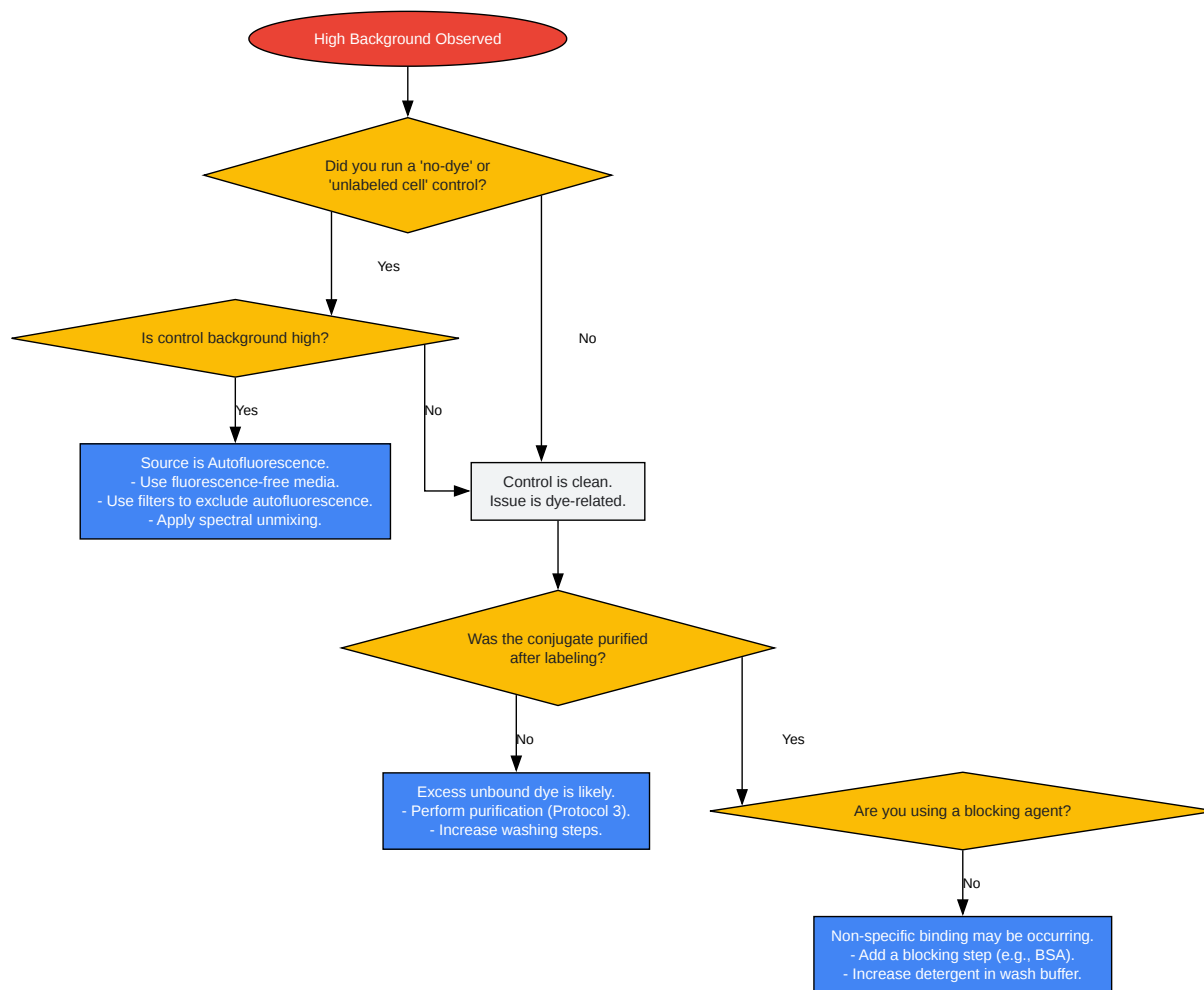 High Background Observed
Did you run a 'no-dye' or
'unlabeled cell' control?
Yes
No
Is control background high?
Yes
No
Source is Autofluorescence.
- Use fluorescence-free media.
- Use filters to exclude autofluorescence.
- Apply spectral unmixing.
Control is clean.
Issue is dye-related.
Was the conjugate purified
after labeling?
No
Yes
Excess unbound dye is likely.
- Perform purification (Protocol 3).
- Increase washing steps.
Are you using a blocking agent?
No
Non-specific binding may be occurring.
- Add a blocking step (e.g., BSA).
- Increase detergent in wash buffer.